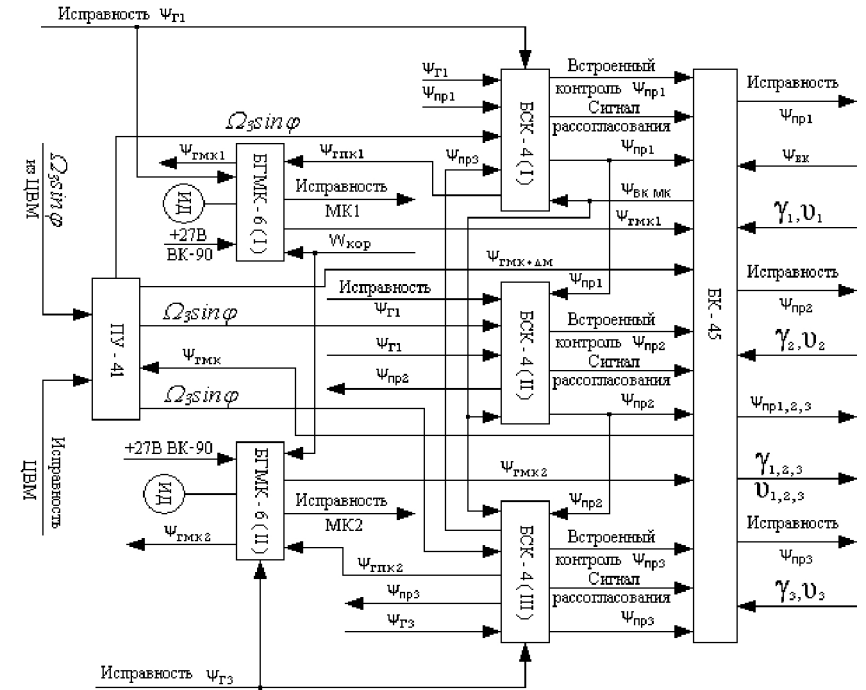 Исправность Ψг1
Ψг1
Ψпр1
Встроенный
контроль Ψпр1
Сигнал
рассогласования
Ψпр1
Исправность
Ψпр1
Ψвк
Ω₃sinφ
Ψгмк1
Ψгпк1
Ψпр3
БСК-4(I)
Ω₃sinφ
из ЦВМ
ИД
БГМК-6(I)
Исправность
МК1
Ψвк мк
Ψгмк1
γ₁,υ₁
+27В
ВК-90
Wкор
Ψгмк+ΔМ
Исправность
Ψг1
Ψпр1
Исправность
Ψпр2
БК-45
ПУ-41
Ω₃sinφ
Ψг1
БСК-4(II)
Встроенный
контроль Ψпр2
Сигнал
рассогласования
γ₂,υ₂
Ψгмк
Ψпр2
Ψпр2
Ψпр1,2,3
Ω₃sinφ
Исправность
ЦВМ
+27В ВК-90
ИД
БГМК-6(II)
Ψгмк2
γ₁,₂,₃
υ₁,₂,₃
Исправность
МК2
Ψпр2
Исправность
Ψпр3
Ψгмк2
Ψгпк2
БСК-4(III)
Встроенный
контроль Ψпр3
Сигнал
рассогласования
γ₃,υ₃
Ψпр3
Ψг3
Ψпр3
Исправность Ψг3